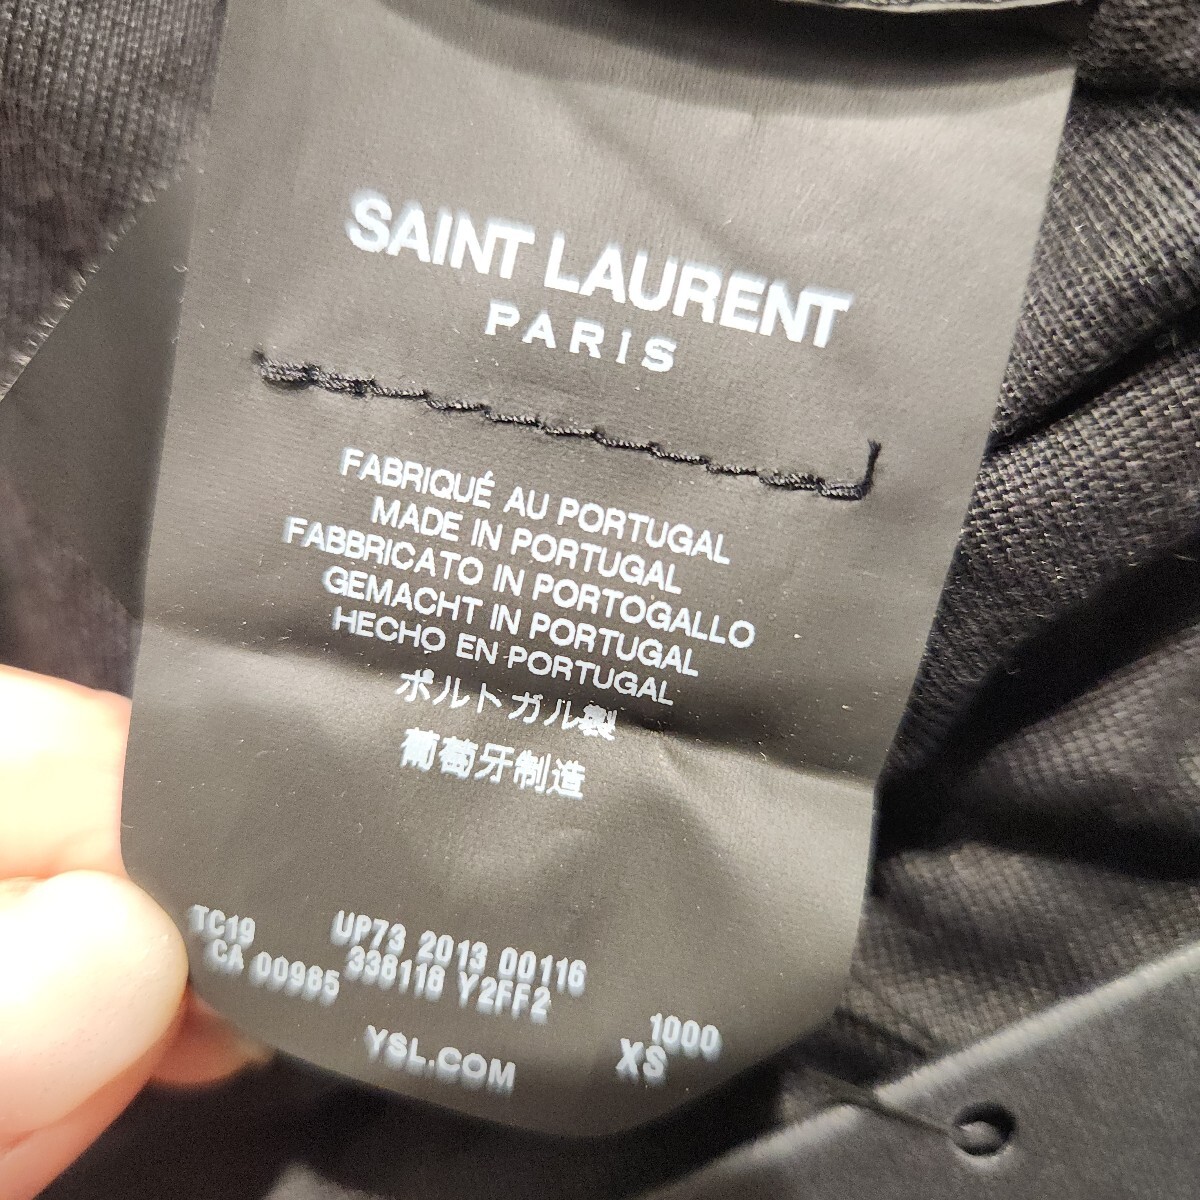 SAINT LAURENT
PARIS
FABRIQUÉ AU PORTUGAL
MADE IN PORTUGAL
FABBRICATO IN PORTOGALLO
GEMACHT IN PORTUGAL
HECHO EN PORTUGAL
ポルトガル製
葡萄牙制造
TC19 UP73 2013 00116
CA 00985 336116 Y2FF2 1000
XS
YSL.COM